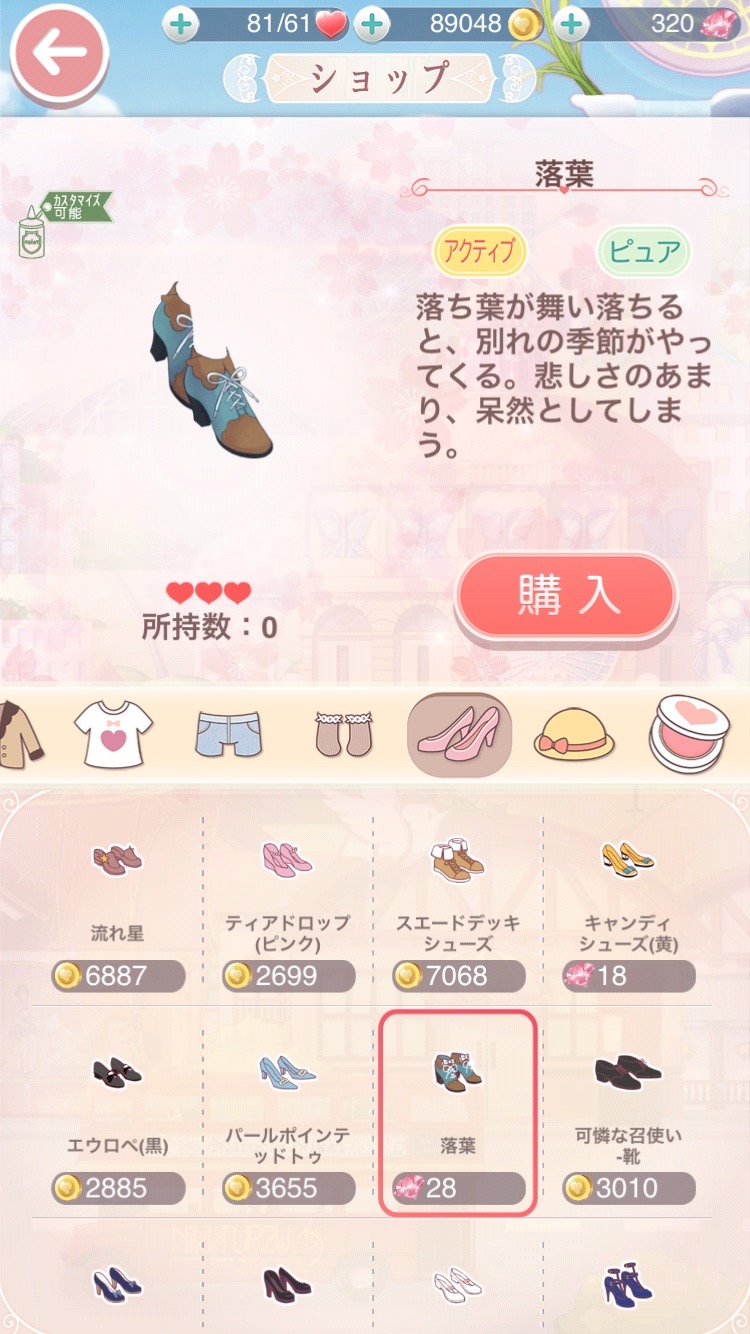 81/61
89048
320
ショップ
カスタマイズ
可能
落葉
アクティブ
ピュア
落ち葉が舞い落ちる
と、別れの季節がやっ
てくる。悲しさのあま
り、呆然としてしま
う。
所持数：0
購入
流れ星
ティアドロップ
(ピンク)
スエードデッキ
シューズ
キャンディ
シューズ(黄)
6887
2699
7068
18
エウロペ(黒)
パールポインテ
ッドトゥ
落葉
可憐な召使い
-靴
2885
3655
28
3010